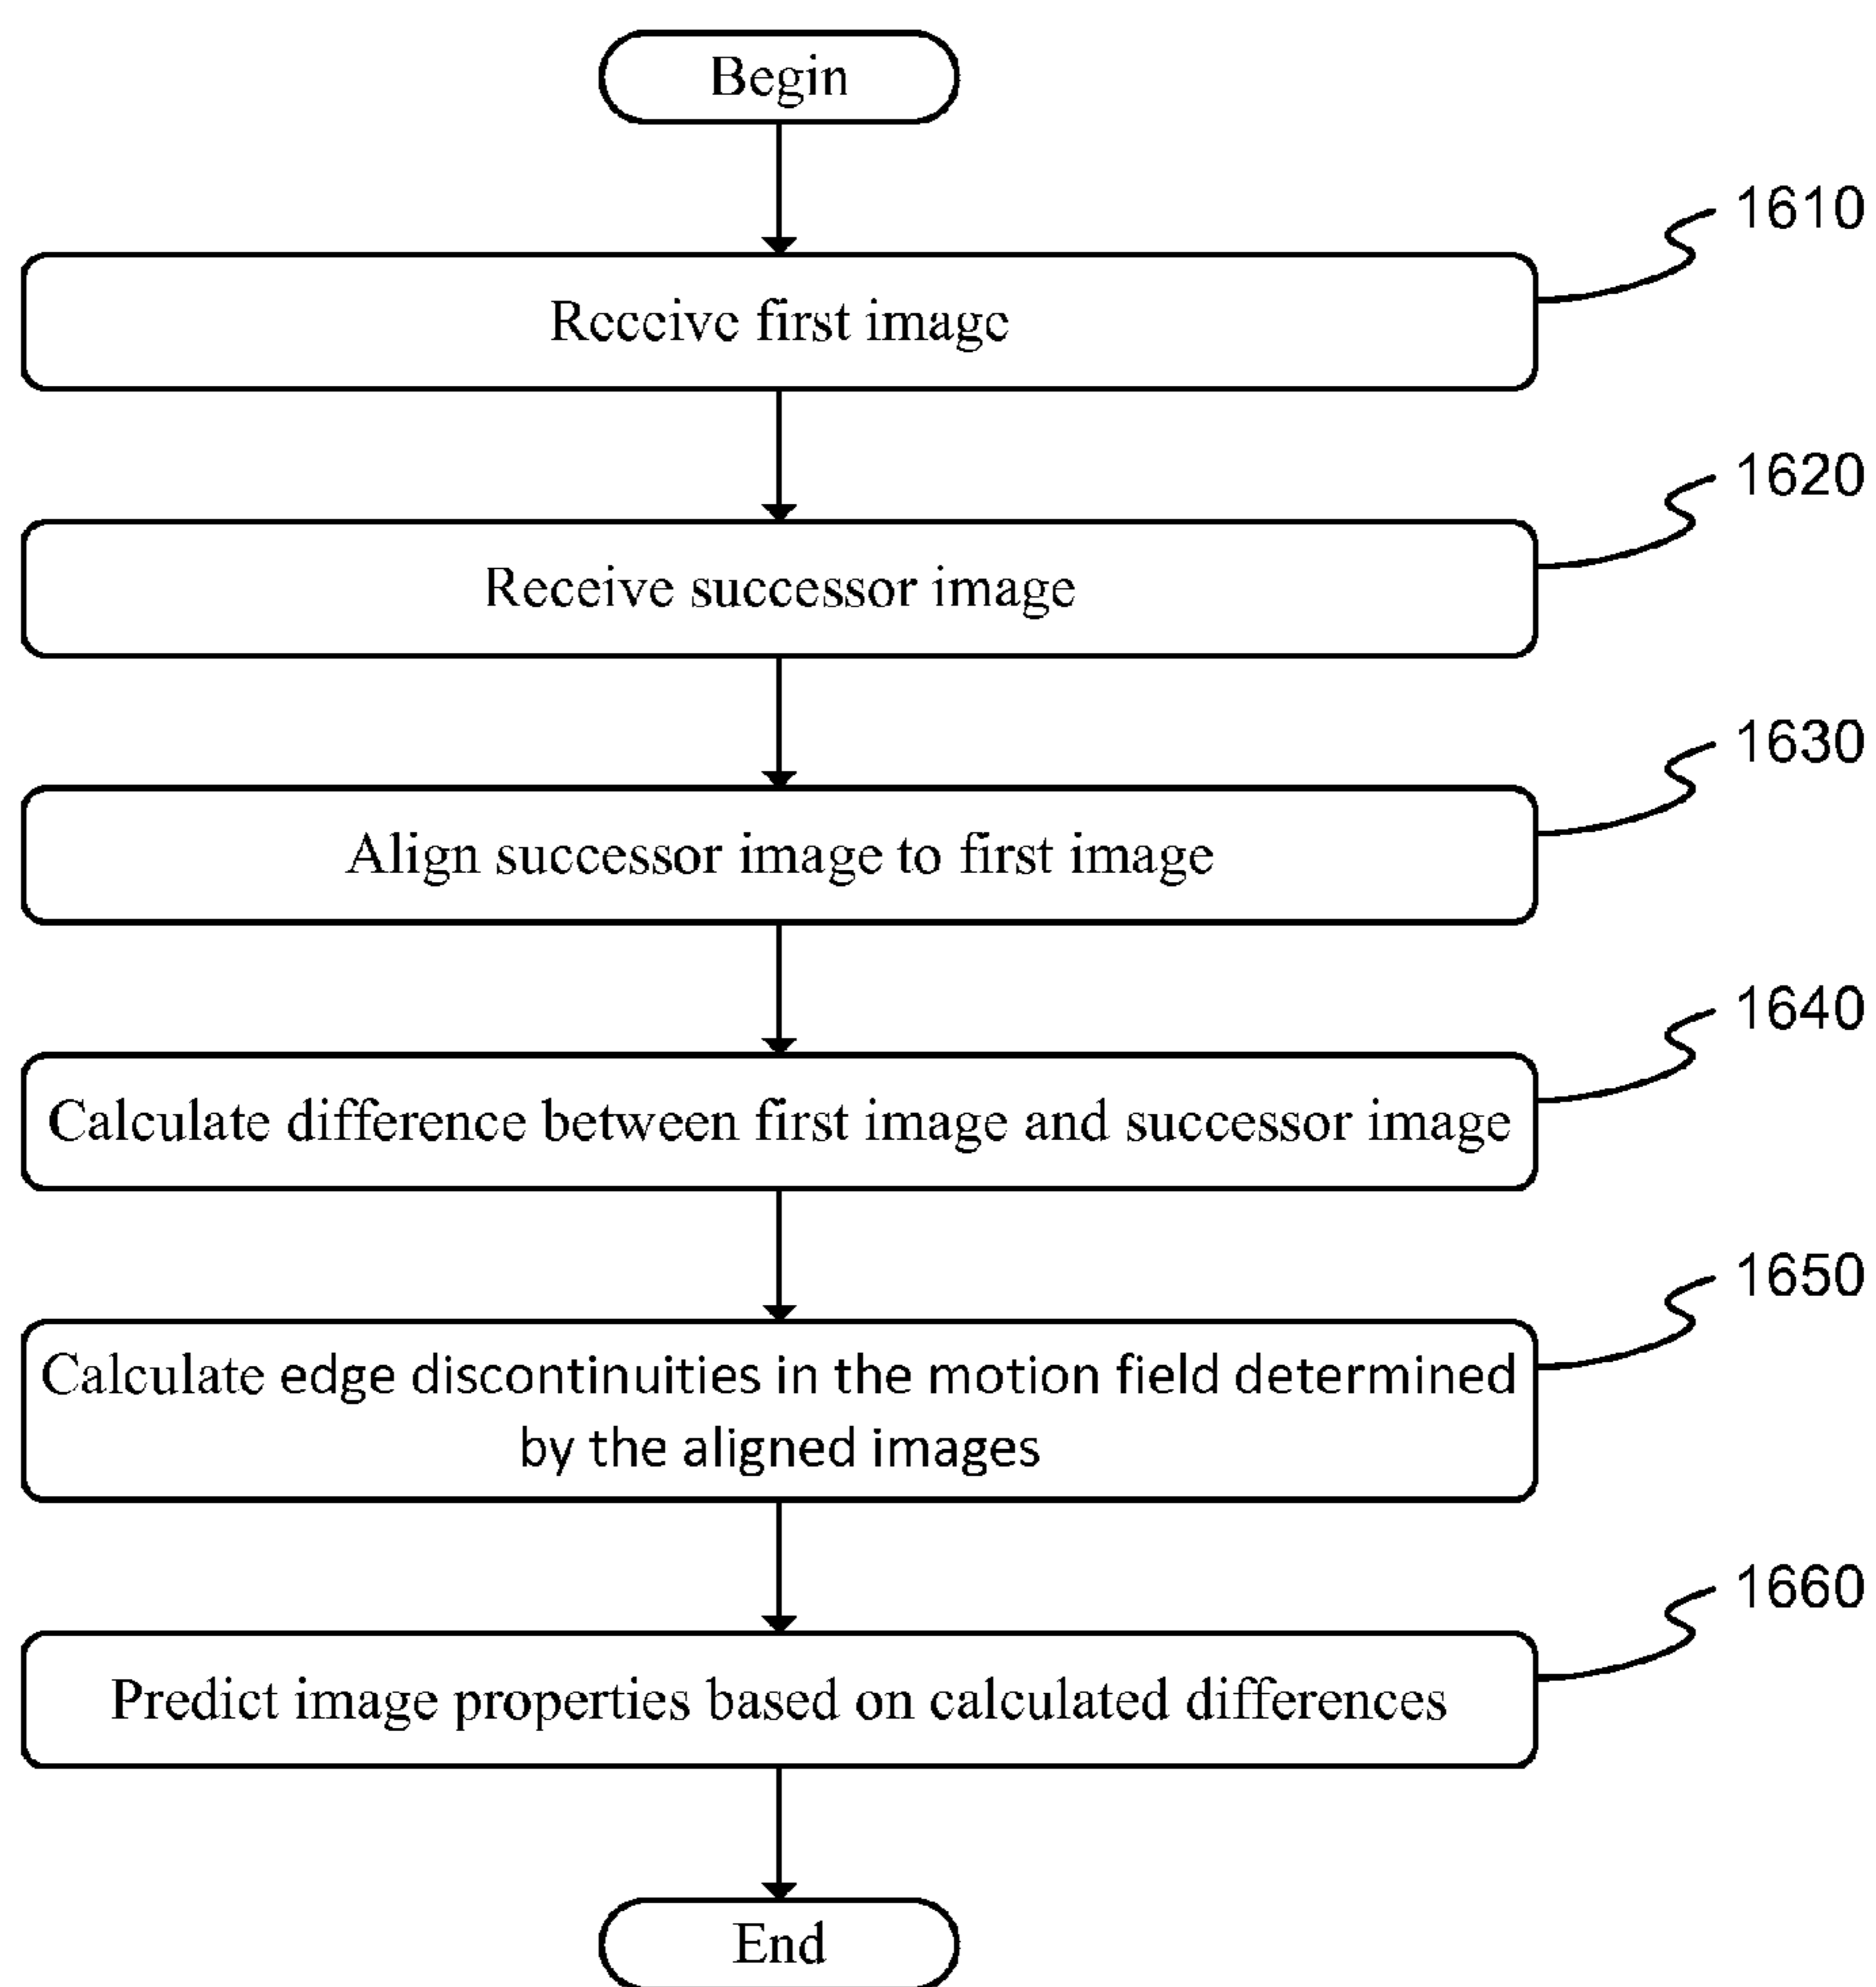 Begin
1610
Receive first image
1620
Receive successor image
1630
Align successor image to first image
1640
Calculate difference between first image and successor image
1650
Calculate edge discontinuities in the motion field determined
by the aligned images
1660
Predict image properties based on calculated differences
End